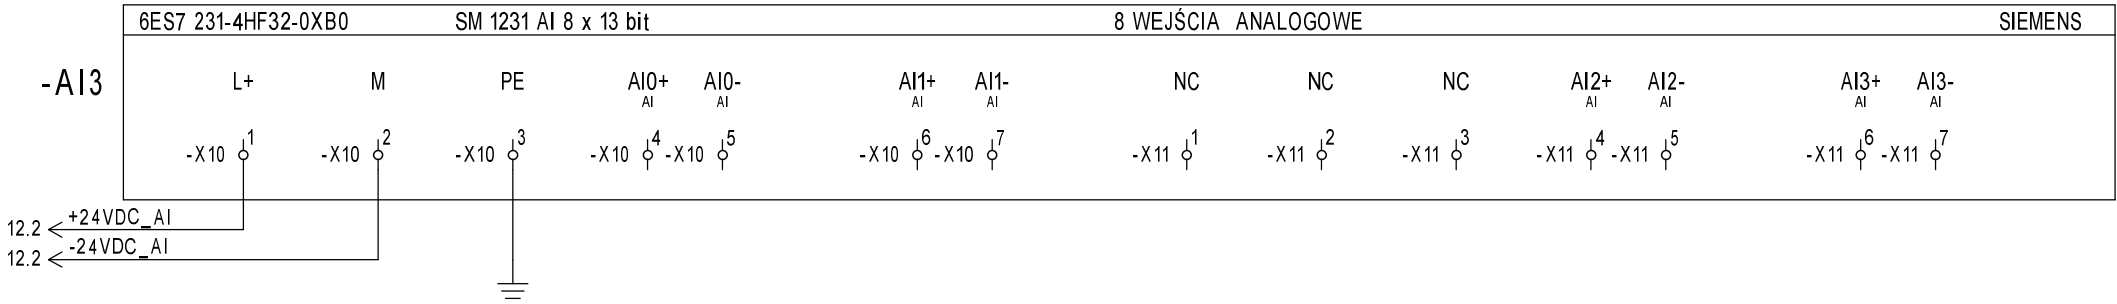 6ES7 231-4HF32-0XB0 SM 1231 AI 8 x 13 bit 8 WEJŚCIA ANALOGOWE SIEMENS
-AI3 L+ M PE AI0+ AI0- AI1+ AI1- NC NC NC AI2+ AI2- AI3+ AI3-
AI AI AI AI AI AI AI AI
1 2 3 4 5 6 7 1 2 3 4 5 6 7
-X10 -X10 -X10 -X10 -X10 -X10 -X10 -X11 -X11 -X11 -X11 -X11 -X11 -X11
12.2 +24VDC_AI
12.2 -24VDC_AI